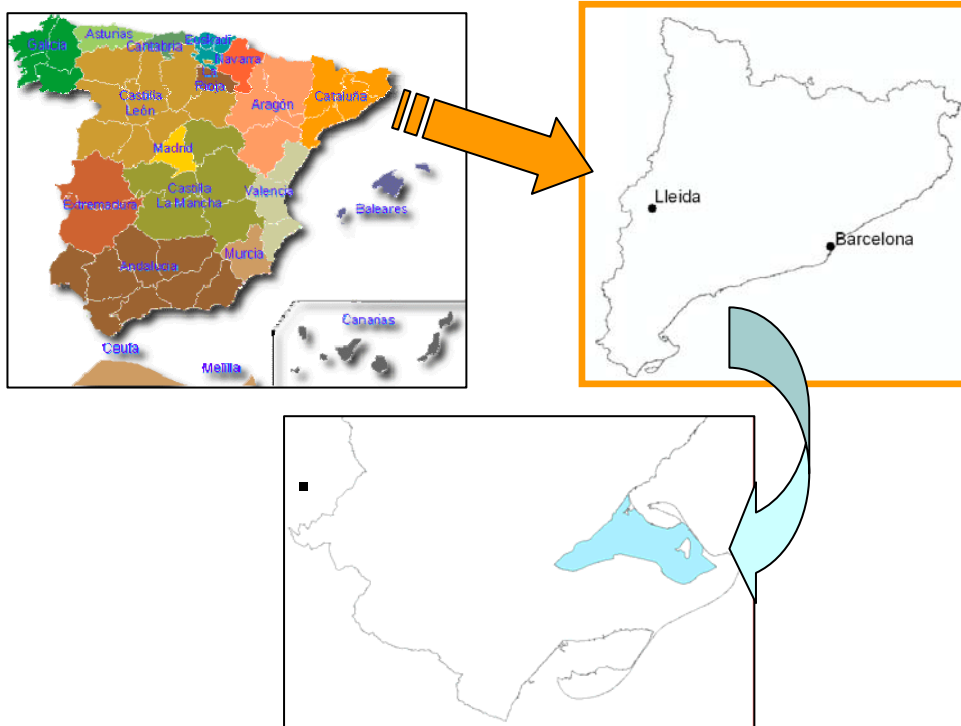 Galicia
Asturias
Cantabria
Euskadi
Navarra
La
Rioja
Castilla
León
Aragón
Cataluña
Madrid
Extremadura
Castilla
La Mancha
Valencia
Baleares
Murcia
Andalucia
Canarias
Ceuta
Melilla
Lleida
Barcelona